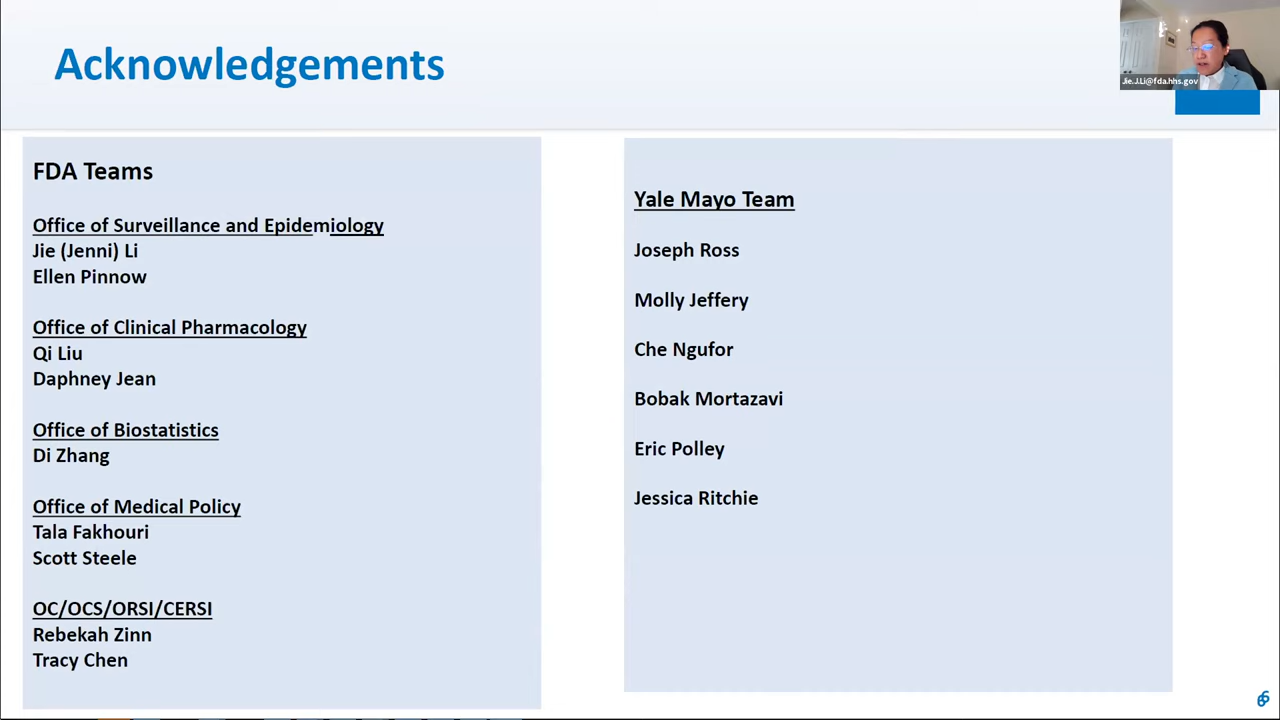 Acknowledgements
Jie.J.Li@fda.hhs.gov
FDA Teams
Office of Surveillance and Epidemiology
Jie (Jenni) Li
Ellen Pinnow
Office of Clinical Pharmacology
Qi Liu
Daphney Jean
Office of Biostatistics
Di Zhang
Office of Medical Policy
Tala Fakhouri
Scott Steele
OC/OCS/ORSI/CERSI
Rebekah Zinn
Tracy Chen
Yale Mayo Team
Joseph Ross
Molly Jeffery
Che Ngufor
Bobak Mortazavi
Eric Polley
Jessica Ritchie
6